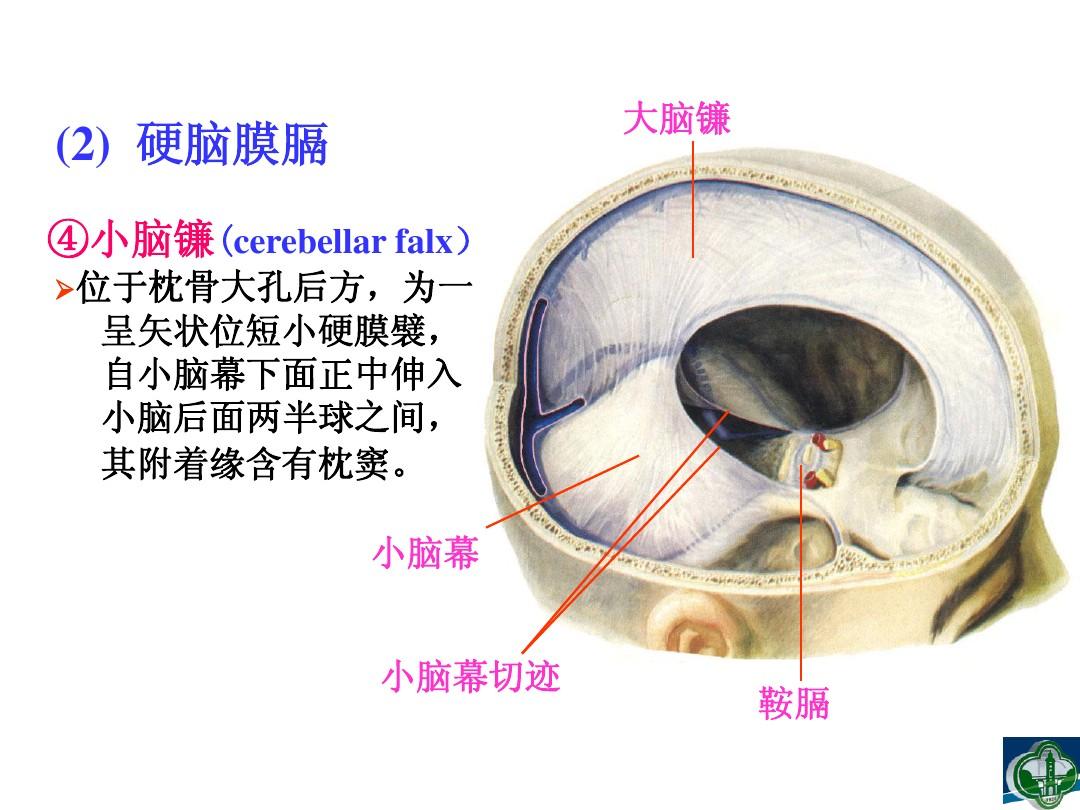 (2) 硬脑膜膈
④小脑镰(cerebellar falx）
➢位于枕骨大孔后方，为一
呈矢状位短小硬膜襞，
自小脑幕下面正中伸入
小脑后面两半球之间，
其附着缘含有枕窦。
大脑镰
小脑幕
小脑幕切迹
鞍膈